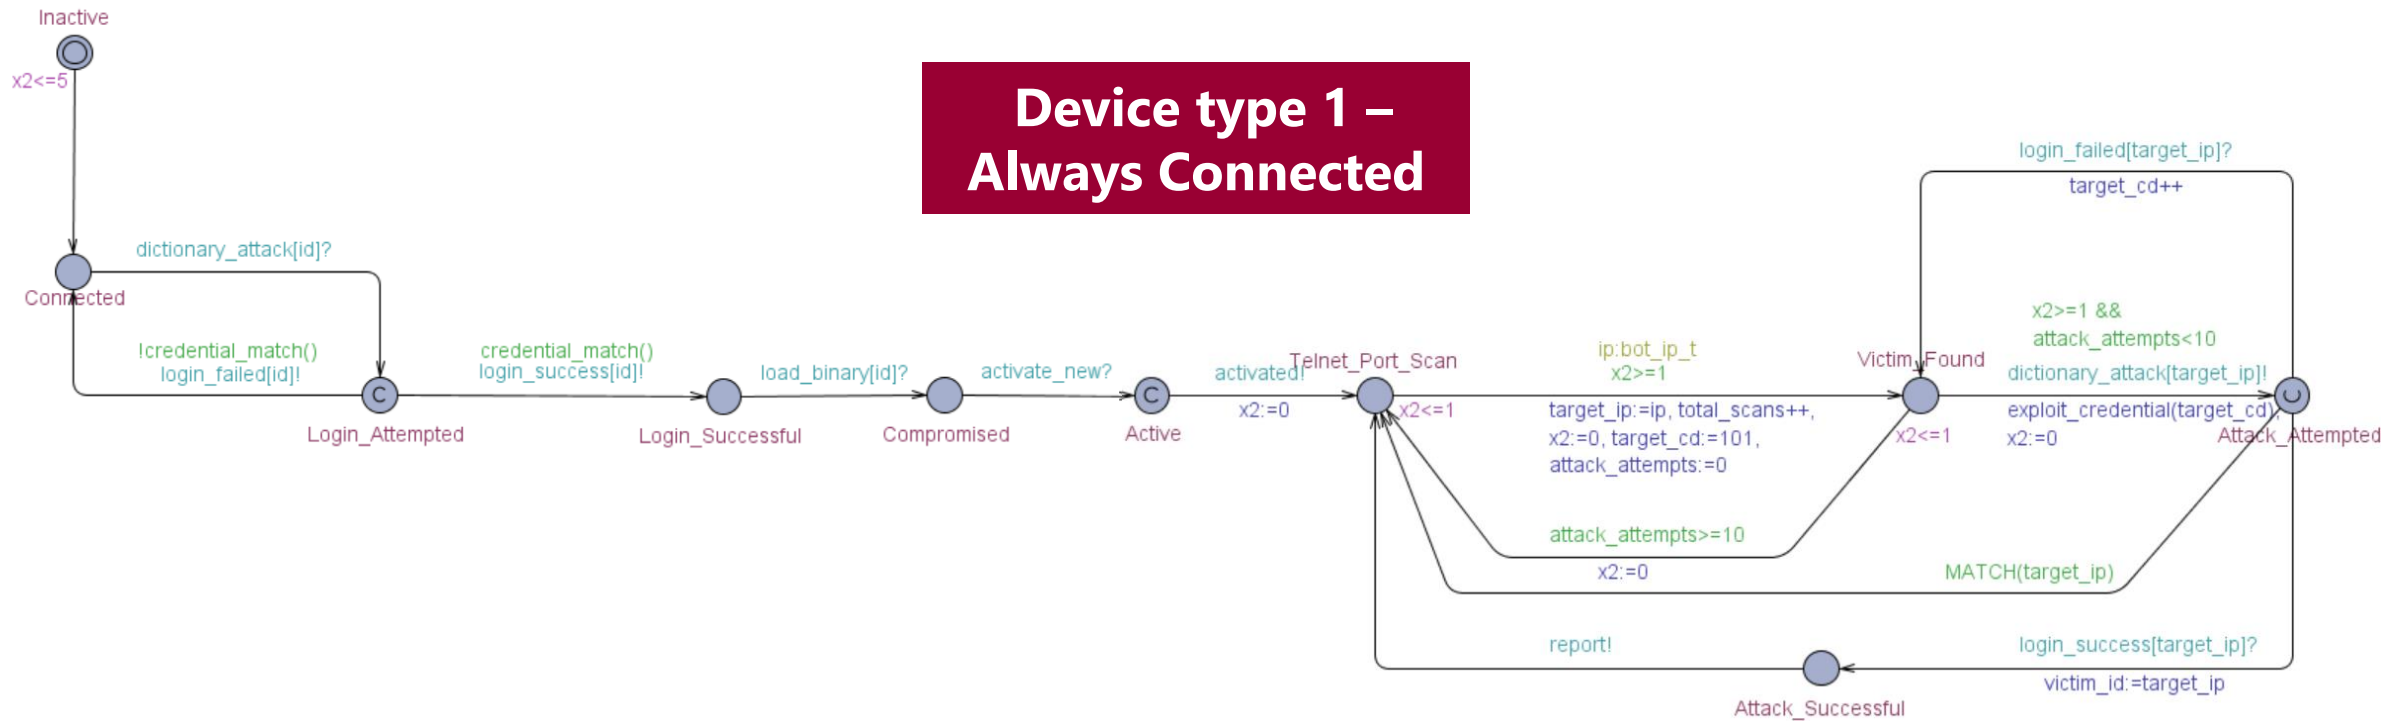 Inactive
x2<=5
Device type 1 –
Always Connected
login_failed[target_ip]?
target_cd++
dictionary_attack[id]?
Connected
!credential_match()
login_failed[id]!
credential_match()
login_success[id]!
load_binary[id]?
activate_new?
activated!
x2:=0
Telnet_Port_Scan
x2<=1
ip:bot_ip_t
x2>=1
target_ip:=ip, total_scans++,
x2:=0, target_cd:=101,
attack_attempts:=0
Victim_Found
x2<=1
x2>=1 &&
attack_attempts<10
dictionary_attack[target_ip]!
exploit_credential(target_cd),
x2:=0
C
Login_Attempted
Login_Successful
Compromised
C
Active
U
Attack_Attempted
attack_attempts>=10
x2:=0
MATCH(target_ip)
report!
login_success[target_ip]?
victim_id:=target_ip
Attack_Successful